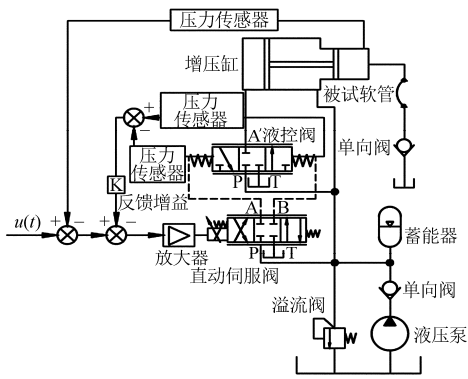 压力传感器
增压缸
被试软管
+ 压力
传感器
−
A′ 液控阀
压力
传感器
单向阀
P T
K
反馈增益
A B
u(t) + − + −
蓄能器
放大器
P T
直动伺服阀
单向阀
溢流阀
液压泵